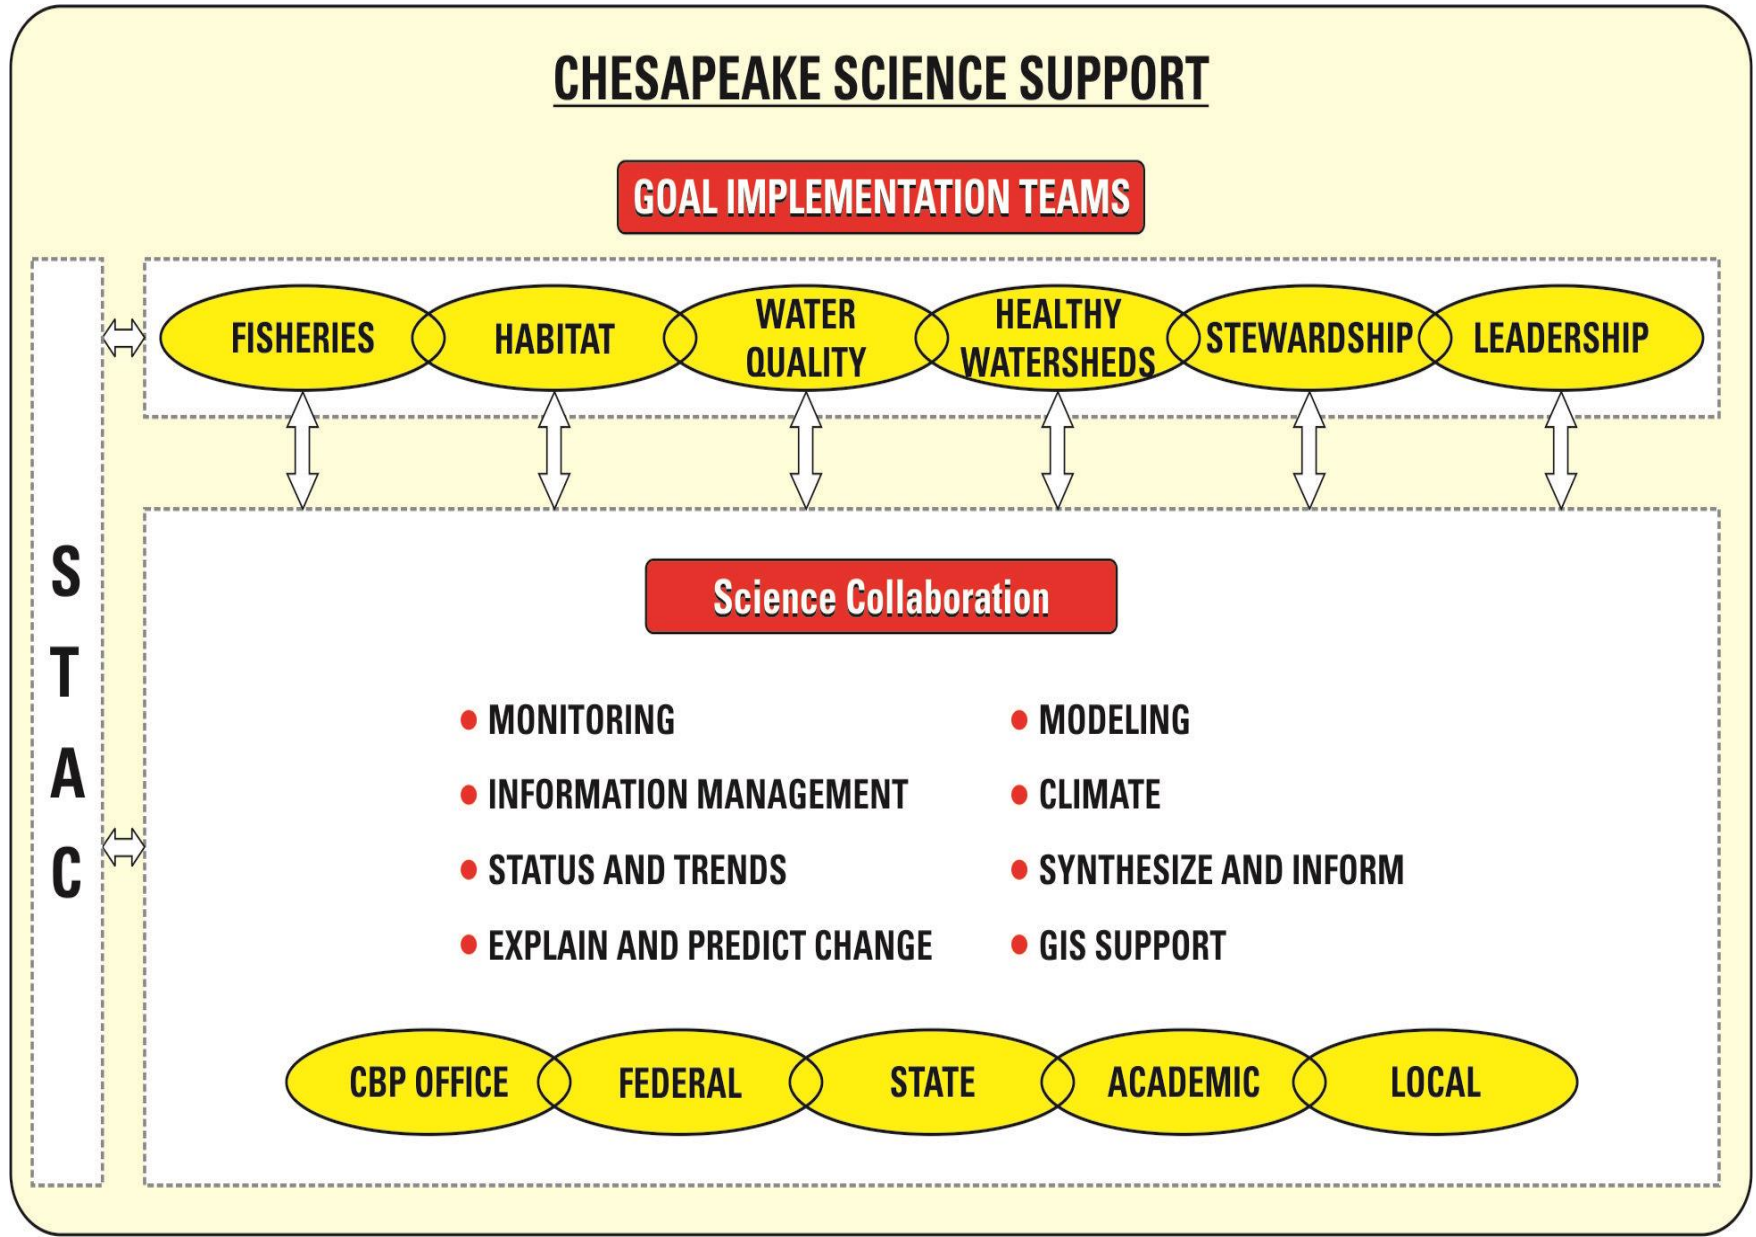 CHESAPEAKE SCIENCE SUPPORT
GOAL IMPLEMENTATION TEAMS
FISHERIES
HABITAT
WATER
QUALITY
HEALTHY
WATERSHEDS
STEWARDSHIP
LEADERSHIP
S
T
A
C
Science Collaboration
• MONITORING
• INFORMATION MANAGEMENT
• STATUS AND TRENDS
• EXPLAIN AND PREDICT CHANGE
• MODELING
• CLIMATE
• SYNTHESIZE AND INFORM
• GIS SUPPORT
CBP OFFICE
FEDERAL
STATE
ACADEMIC
LOCAL